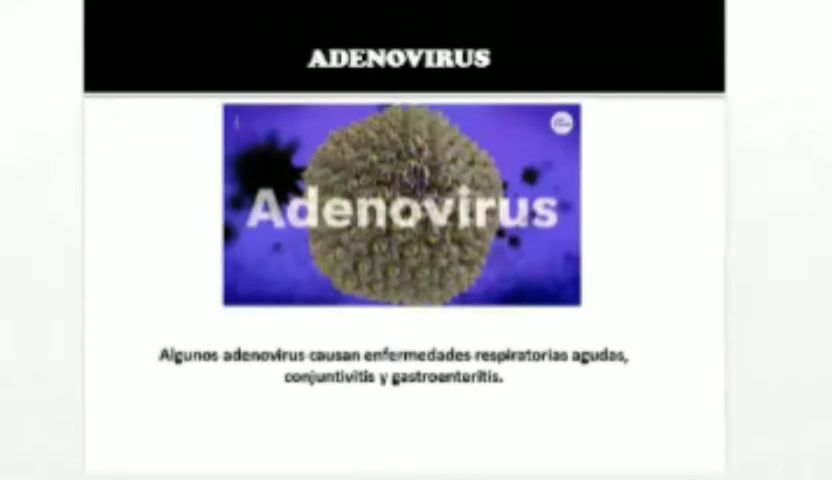 ADENOVIRUS
Adenovirus
Algunos adenovirus causan enfermedades respiratorias agudas,
conjuntivitis y gastroenteritis.